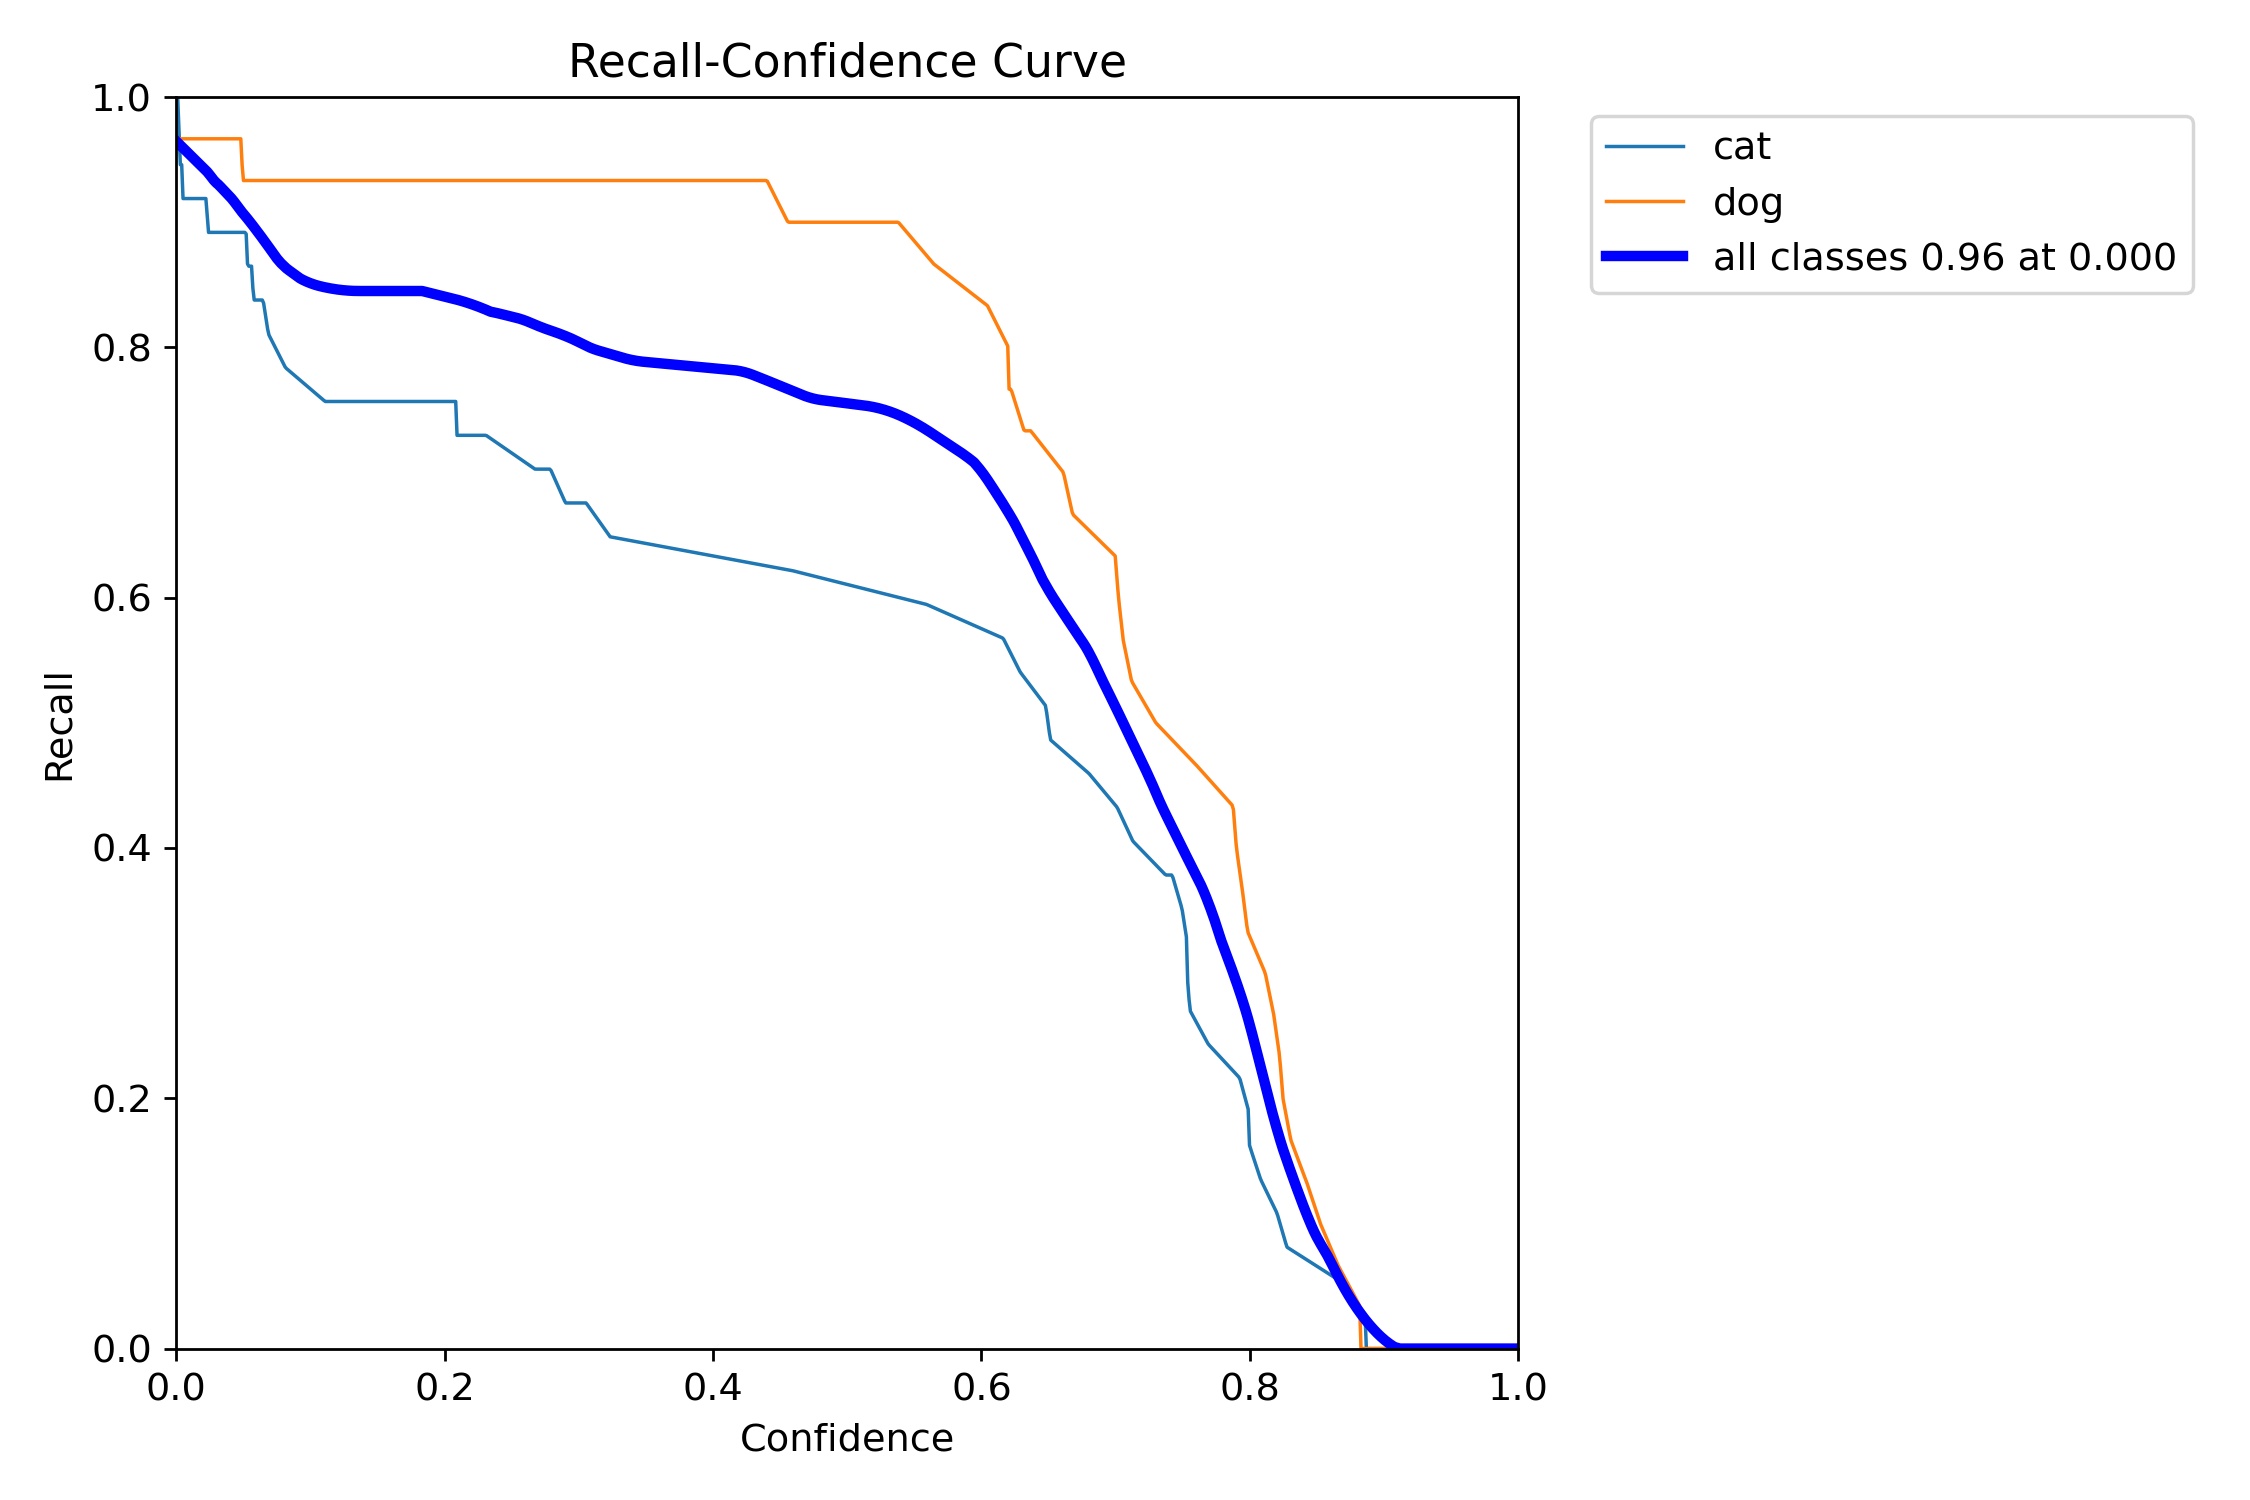 Recall-Confidence Curve
1.0
0.8
0.6
0.4
0.2
0.0
Recall
0.0 0.2 0.4 0.6 0.8 1.0
Confidence
cat
dog
all classes 0.96 at 0.000